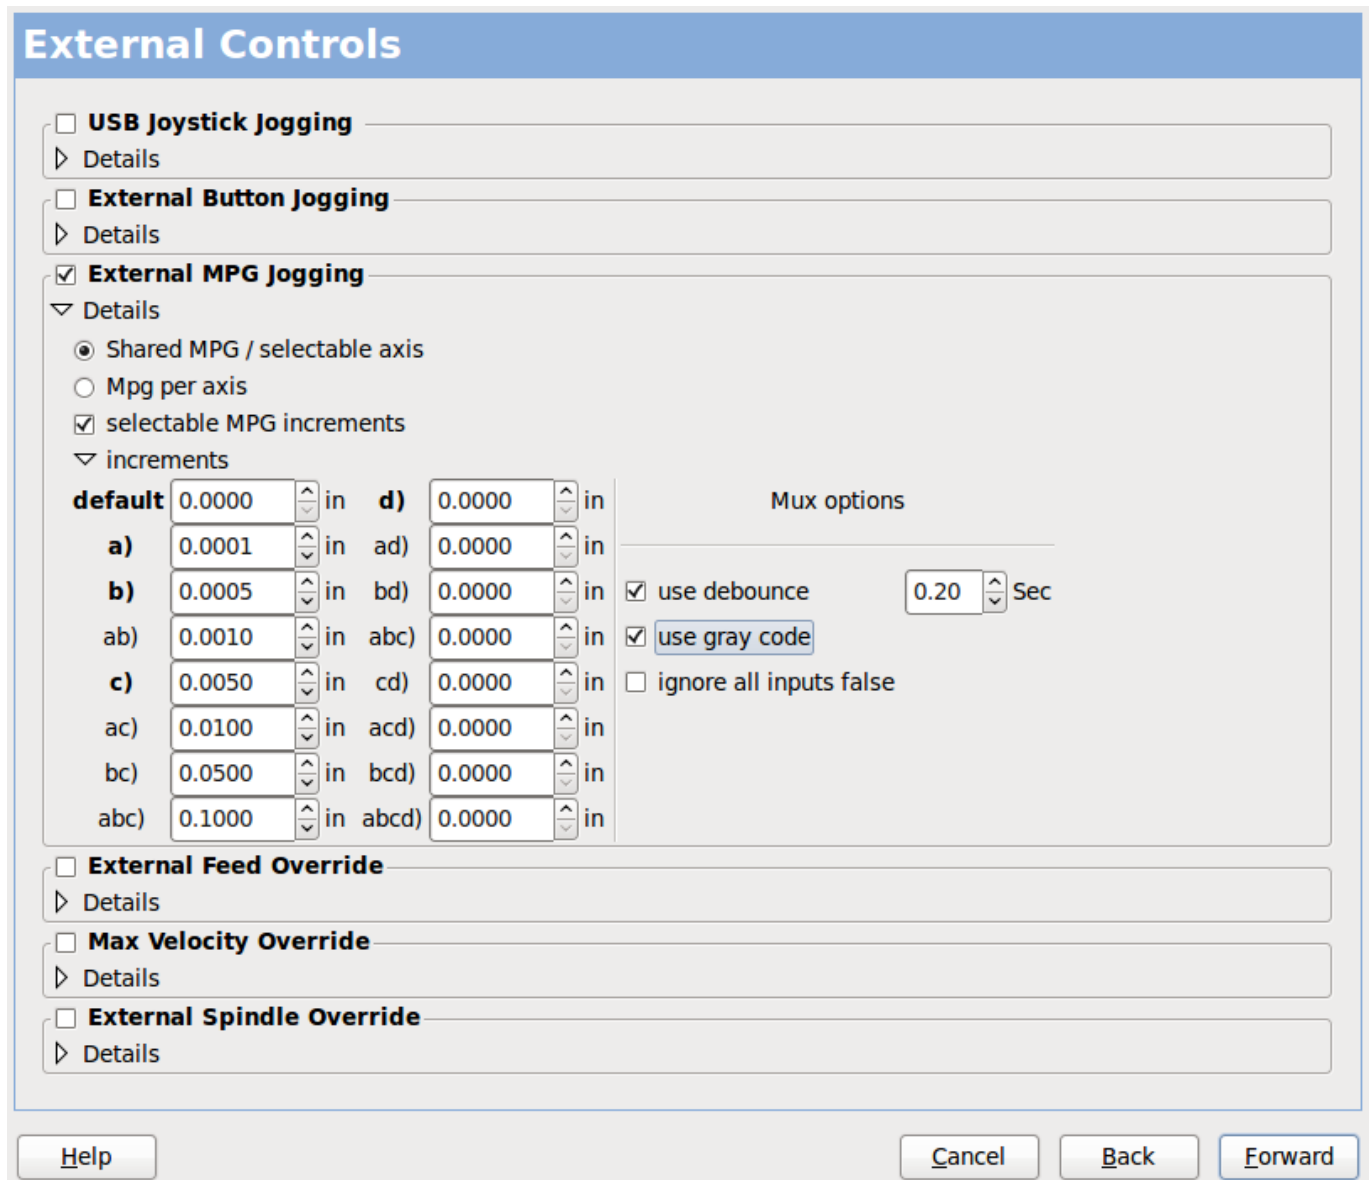 External Controls
USB Joystick Jogging
Details
External Button Jogging
Details
External MPG Jogging
Details
Shared MPG / selectable axis
Mpg per axis
selectable MPG increments
increments
default 0.0000 in d) 0.0000 in Mux options
a) 0.0001 in ad) 0.0000 in
b) 0.0005 in bd) 0.0000 in use debounce 0.20 Sec
ab) 0.0010 in abc) 0.0000 in use gray code
c) 0.0050 in cd) 0.0000 in ignore all inputs false
ac) 0.0100 in acd) 0.0000 in
bc) 0.0500 in bcd) 0.0000 in
abc) 0.1000 in abcd) 0.0000 in
External Feed Override
Details
Max Velocity Override
Details
External Spindle Override
Details
Help Cancel Back Forward